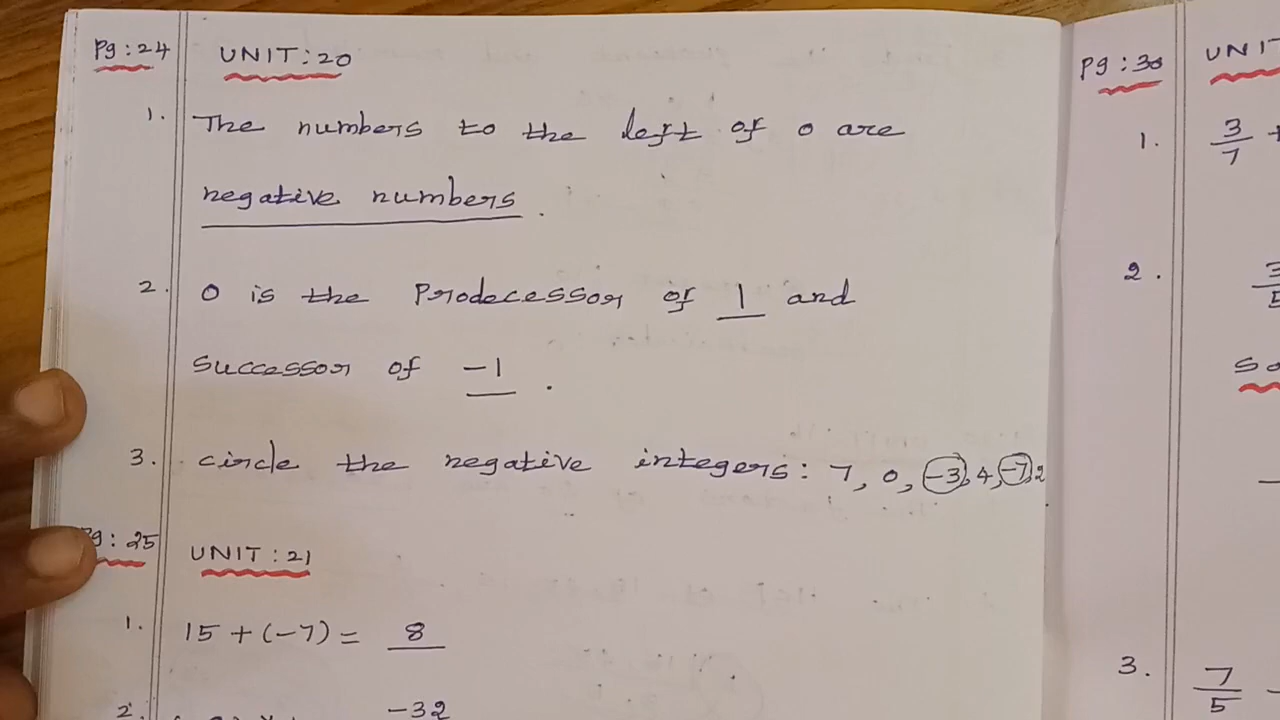 Pg:24 UNIT:20
1. The numbers to the left of 0 are
negative numbers.
2. 0 is the Prodecessor of 1 and
Successor of -1.
3. circle the negative integers: 7, 0, -3, 4, -7, 2
Pg:25 UNIT:21
1. 15+(-7)= 8
2. -32
Pg:30 UNIT
1. 3/7 +
2. 3/5
So
3. 7/5 -